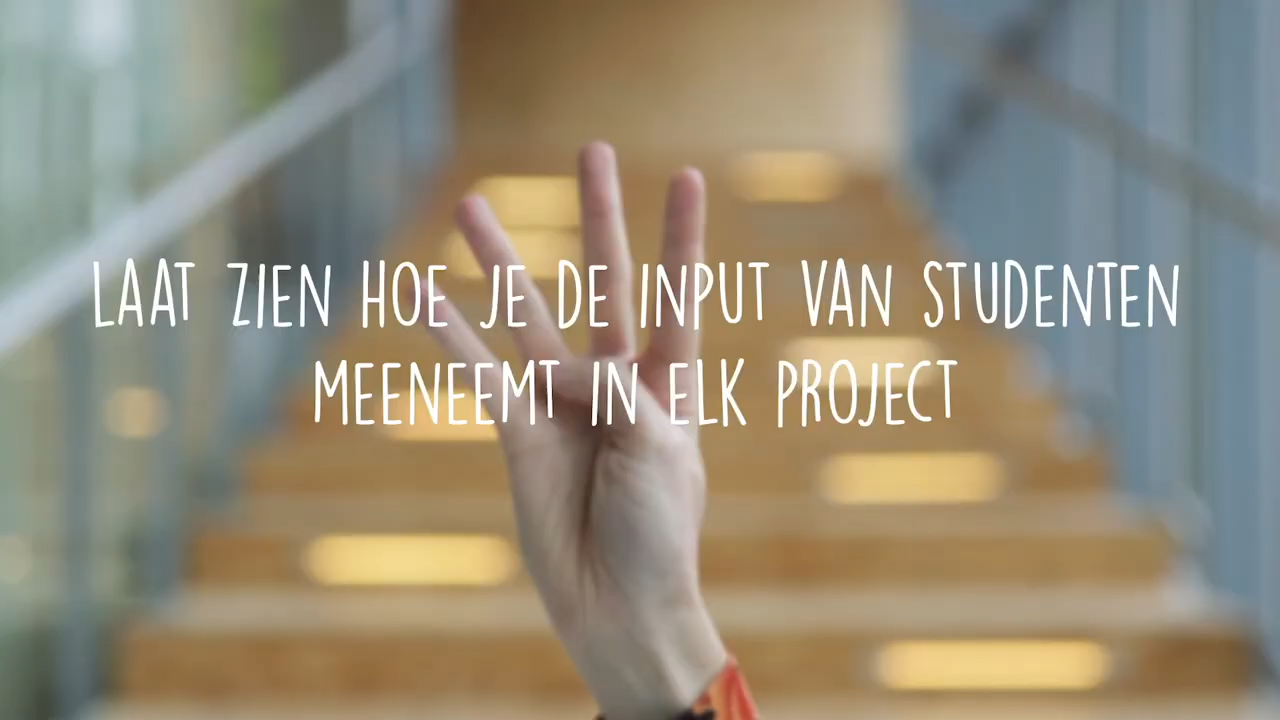 LAAT ZIEN HOE JE DE INPUT VAN STUDENTEN
MEENEEMT IN ELK PROJECT